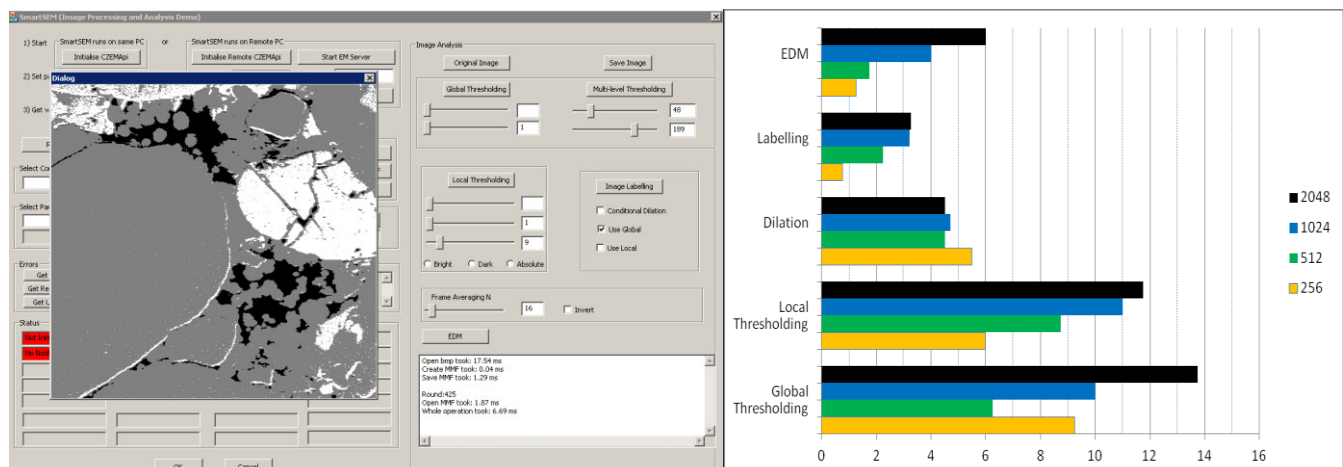 SmartSEM (Image Processing and Analysis Demo)
1) Start
SmartSEM runs on same PC
or
SmartSEM runs on Remote PC
Initialise CZEMApi
Initialise Remote CZEMApi
Start EM Server
2) Set p
Dialog
3) Get v
Select Co
Select Pa
Errors
Get
Get Re
Get L
Status
Not Init
OK
Cancel
Image Analysis
Original Image
Save Image
Global Thresholding
Multi-level Thresholding
48
1
189
Local Thresholding
Image Labelling
Conditional Dilation
1
Use Global
9
Use Local
Bright
Dark
Absolute
Frame Averaging N
16
Invert
EDM
Open bmp took: 17.54 ms
Create MMF took: 0.04 ms
Save MMF took: 1.29 ms
Round:425
Open MMF took: 1.87 ms
Whole operation took: 6.69 ms
EDM
Labelling
Dilation
Local
Thresholding
Global
Thresholding
0 2 4 6 8 10 12 14 16
2048
1024
512
256